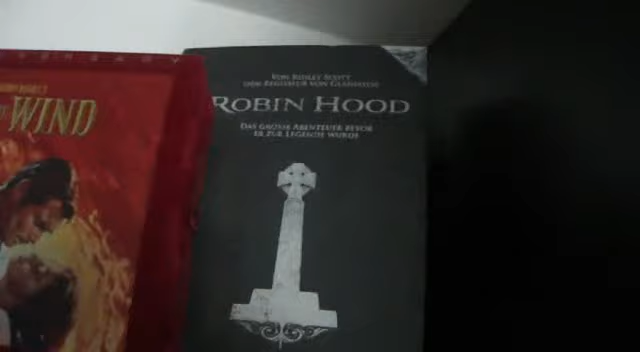 WIND
VON RIDLEY SCOTT
DEM REGISSEUR VON GLADIATOR
ROBIN HOOD
DAS GROSSE ABENTEUER BEVOR
ER ZUR LEGENDE WURDE